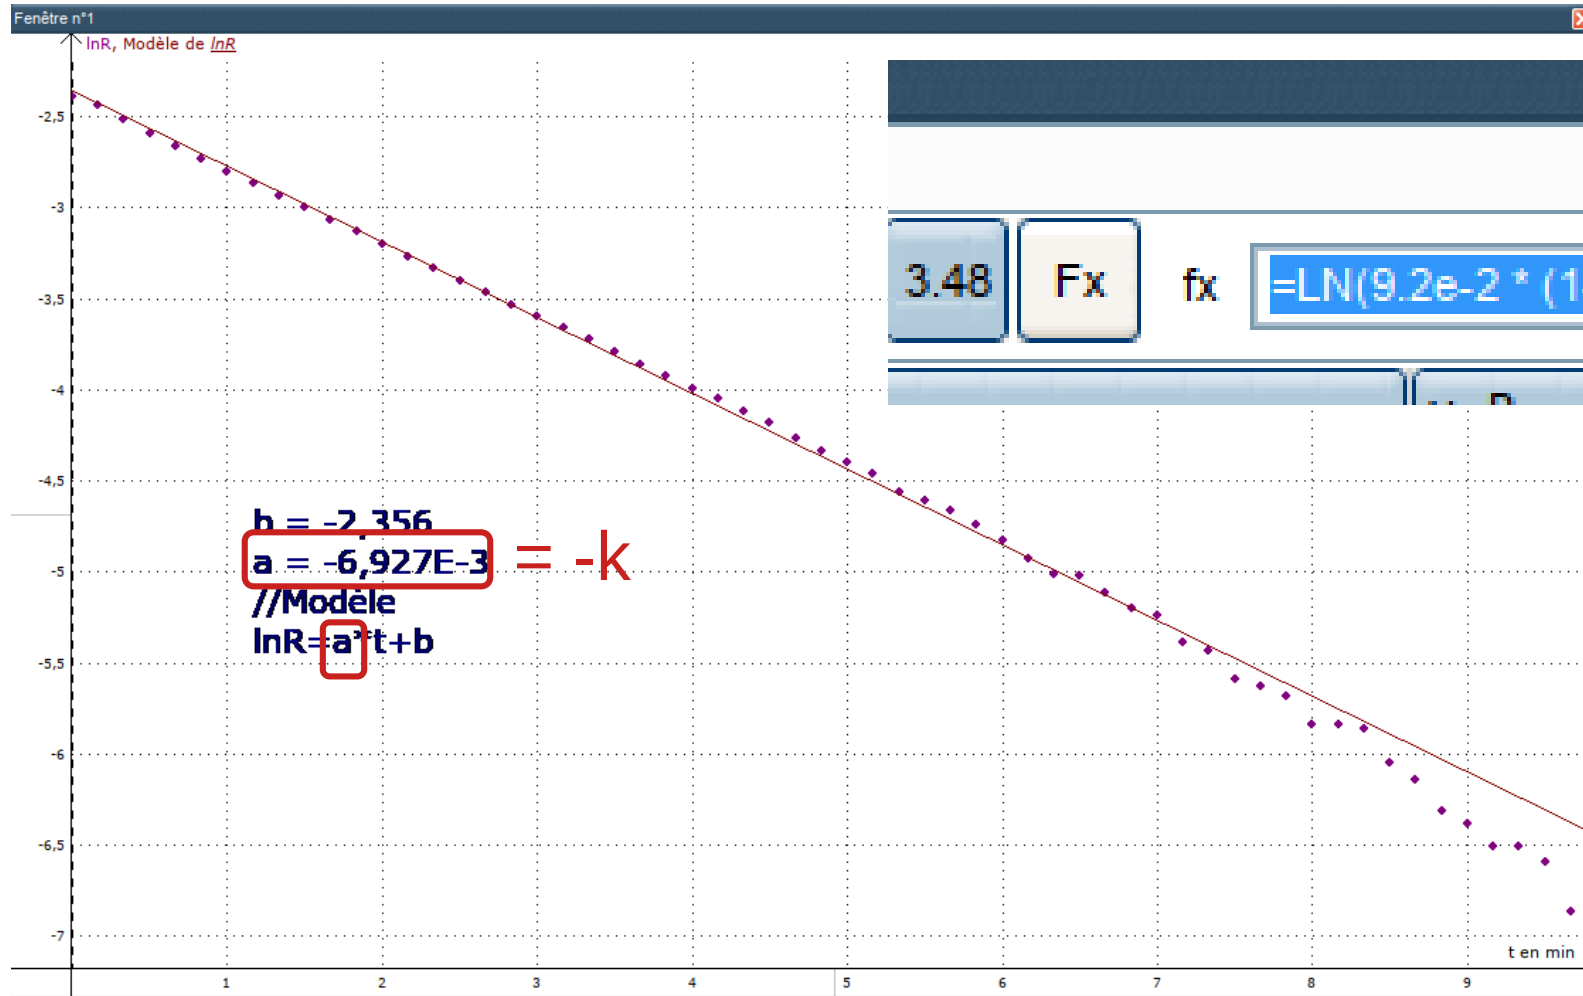 Fenêtre n°1
lnR, Modèle de lnR
3.48 Fx fx =LN(9.2e-2 * (1
-2,5
-3
-3,5
-4
-4,5
-5
-5,5
-6
-6,5
-7
b = -2,356
a = -6,927E-3 = -k
//Modèle
lnR=a*t+b
t en min
1 2 3 4 5 6 7 8 9